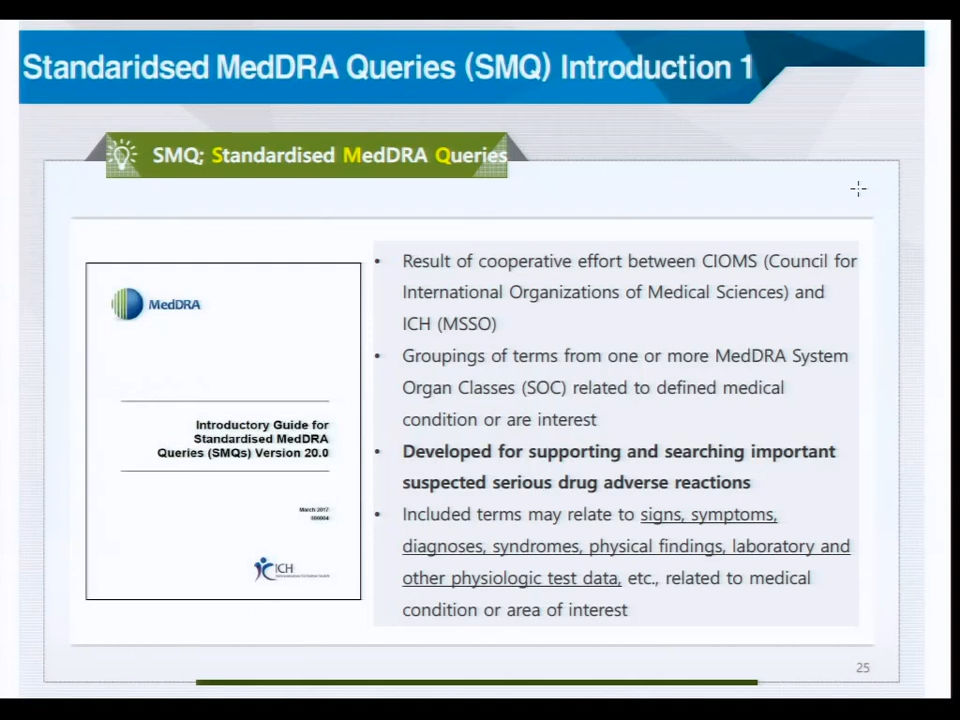 Standaridsed MedDRA Queries (SMQ) Introduction 1
SMQ; Standardised MedDRA Queries
MedDRA
Introductory Guide for
Standardised MedDRA
Queries (SMQs) Version 20.0
March 2017
ICH
• Result of cooperative effort between CIOMS (Council for
International Organizations of Medical Sciences) and
ICH (MSSO)
• Groupings of terms from one or more MedDRA System
Organ Classes (SOC) related to defined medical
condition or are interest
• Developed for supporting and searching important
suspected serious drug adverse reactions
• Included terms may relate to signs, symptoms,
diagnoses, syndromes, physical findings, laboratory and
other physiologic test data, etc., related to medical
condition or area of interest
25